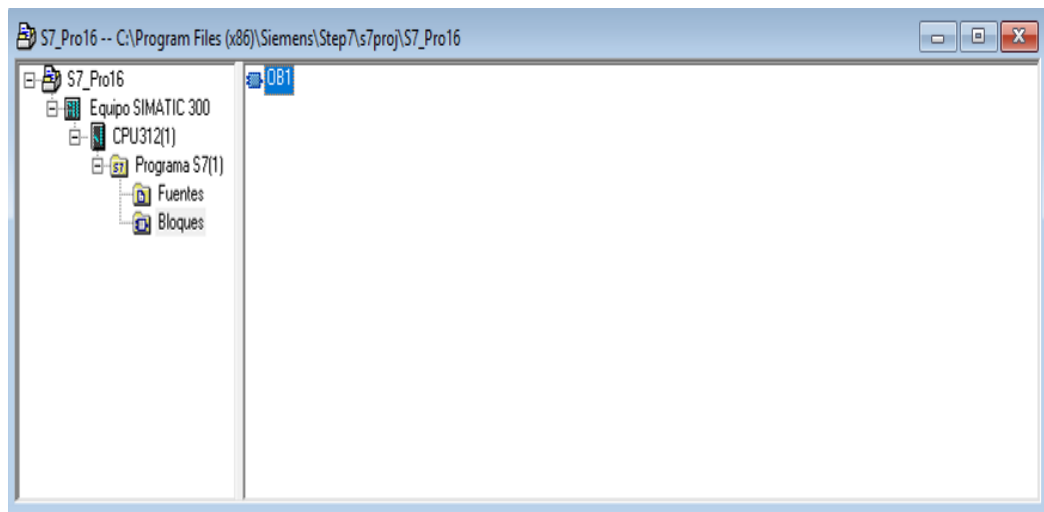 S7_Pro16 -- C:\Program Files (x86)\Siemens\Step7\s7proj\S7_Pro16
S7_Pro16
Equipo SIMATIC 300
CPU312(1)
Programa S7(1)
Fuentes
Bloques
OB1